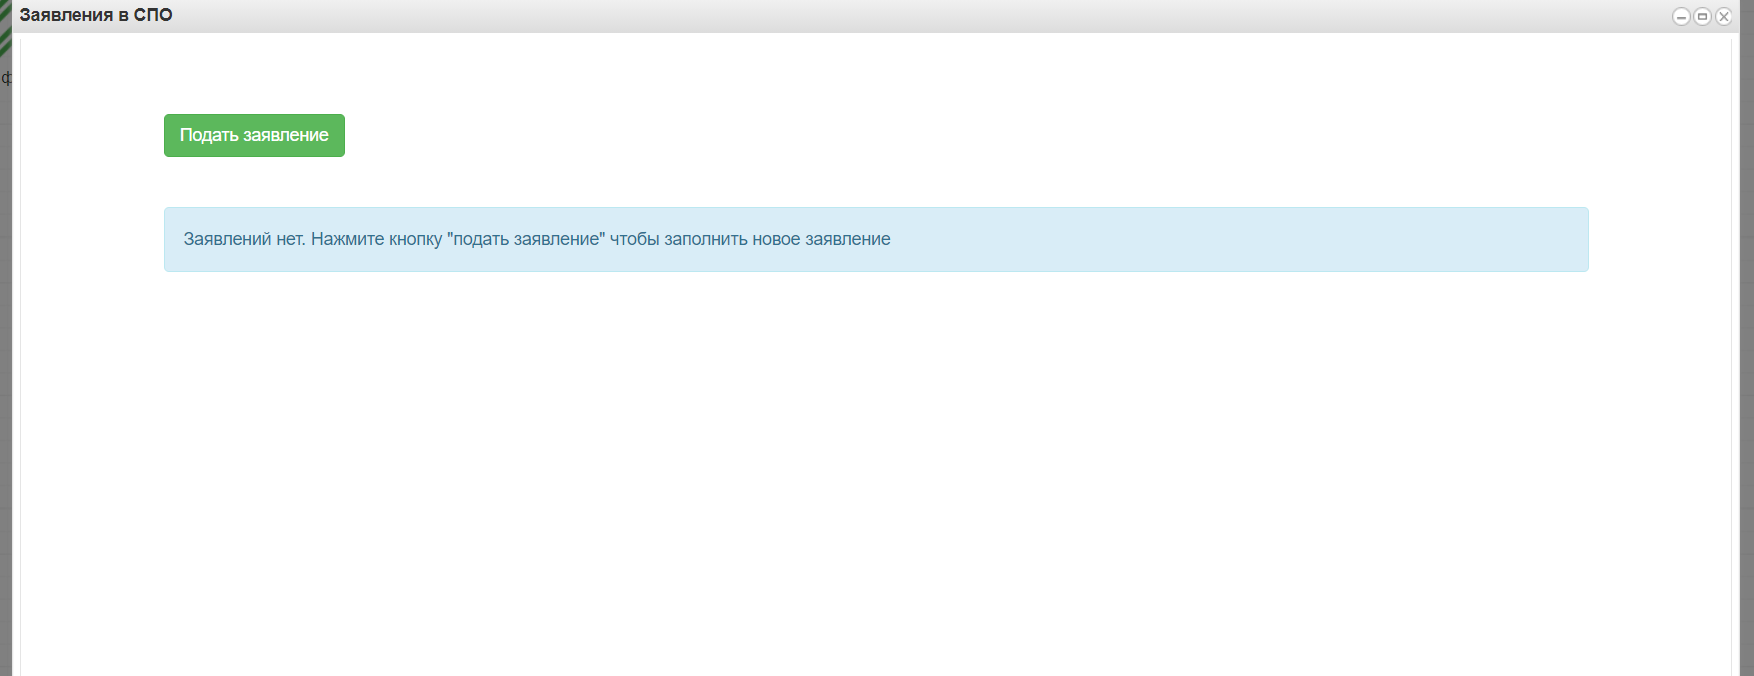 Заявления в СПО
ф
Подать заявление
Заявлений нет. Нажмите кнопку "подать заявление" чтобы заполнить новое заявление